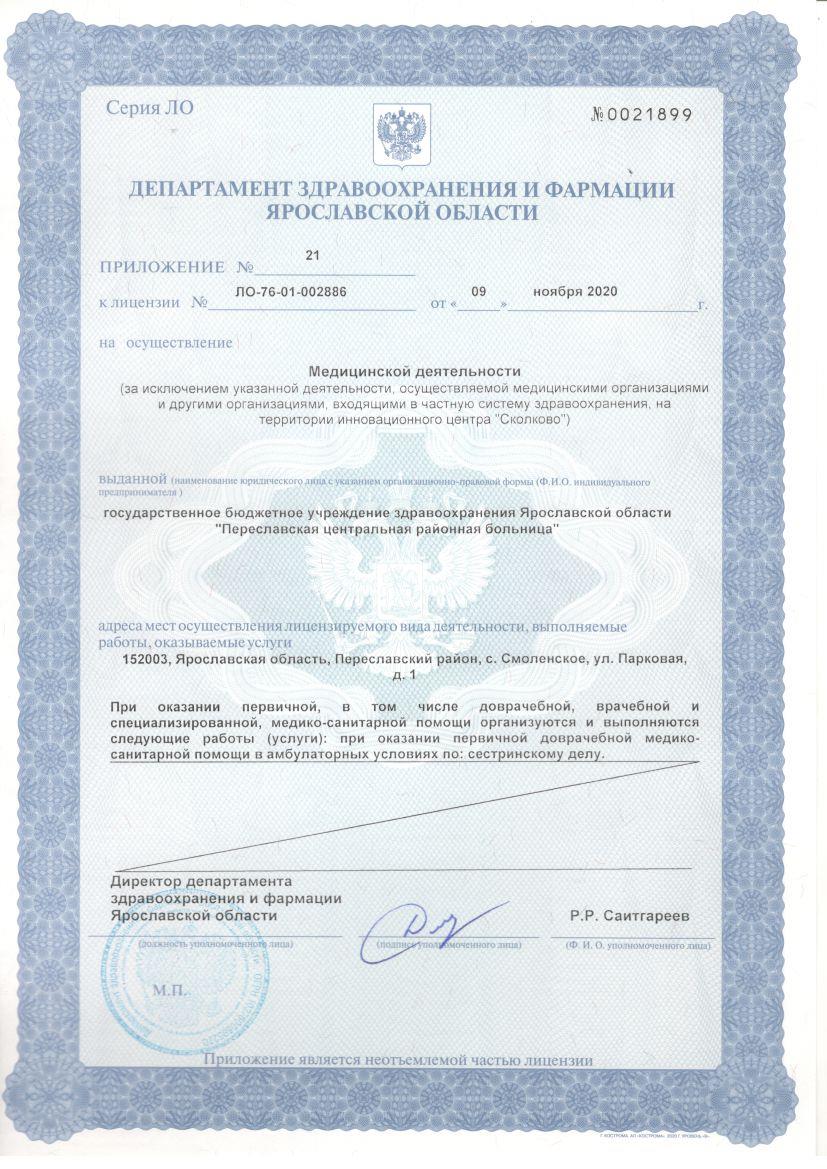 Серия ЛО
№0021899
ДЕПАРТАМЕНТ ЗДРАВООХРАНЕНИЯ И ФАРМАЦИИ
ЯРОСЛАВСКОЙ ОБЛАСТИ
ПРИЛОЖЕНИЕ № 21
к лицензии № ЛО-76-01-002886 от « 09 » ноября 2020 г.
на осуществление
Медицинской деятельности
(за исключением указанной деятельности, осуществляемой медицинскими организациями
и другими организациями, входящими в частную систему здравоохранения, на
территории инновационного центра "Сколково")
выданной (наименование юридического лица с указанием организационно-правовой формы (Ф.И.О. индивидуального
предпринимателя )
государственное бюджетное учреждение здравоохранения Ярославской области
"Переславская центральная районная больница"
адреса мест осуществления лицензируемого вида деятельности, выполняемые
работы, оказываемые услуги
152003, Ярославская область, Переславский район, с. Смоленское, ул. Парковая,
д. 1
При оказании первичной, в том числе доврачебной, врачебной и
специализированной, медико-санитарной помощи организуются и выполняются
следующие работы (услуги): при оказании первичной доврачебной медико-
санитарной помощи в амбулаторных условиях по: сестринскому делу.
Директор департамента
здравоохранения и фармации
Ярославской области
Р.Р. Саитгареев
(должность уполномоченного лица)
(подпись уполномоченного лица)
(Ф. И. О. уполномоченного лица)
М.П.
Приложение является неотъемлемой частью лицензии